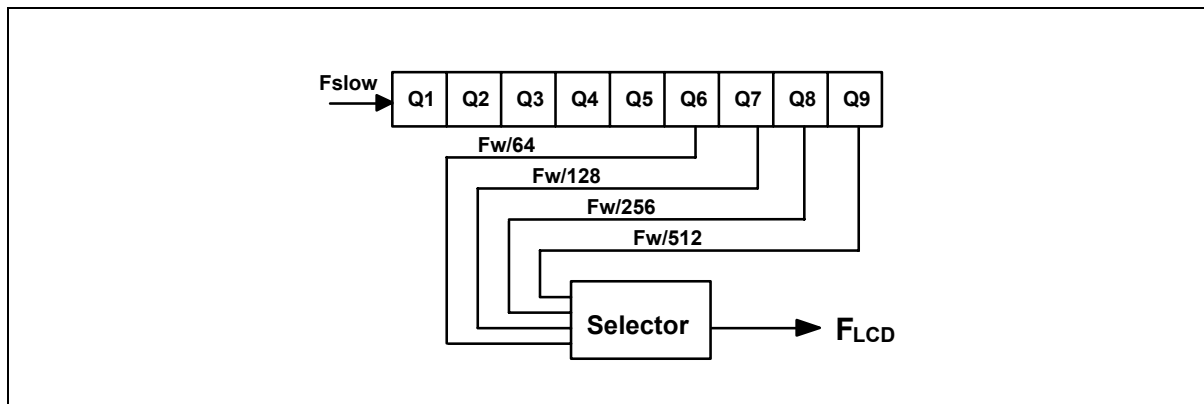 Fslow
Q1 Q2 Q3 Q4 Q5 Q6 Q7 Q8 Q9
Fw/64
Fw/128
Fw/256
Fw/512
Selector
FLCD